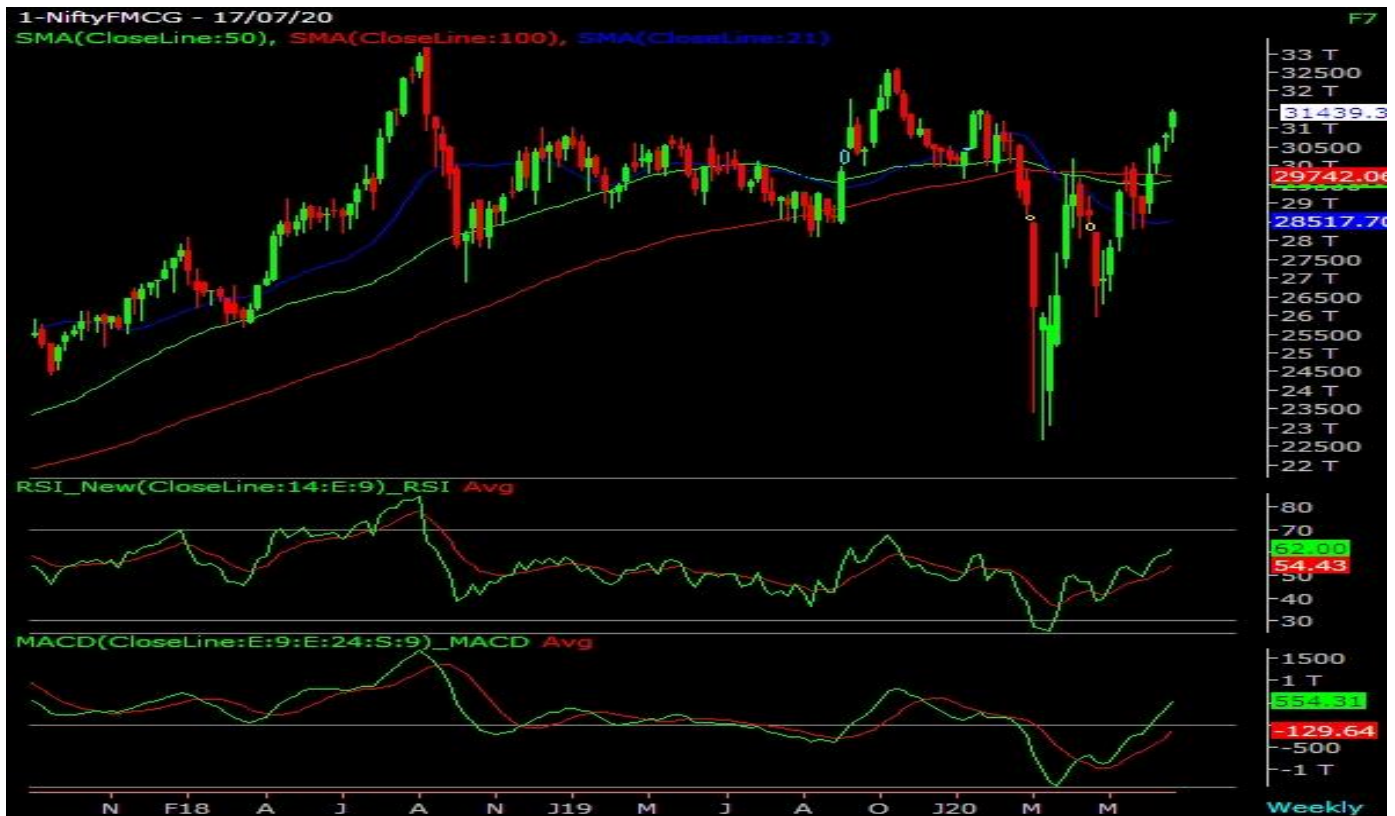 1-NiftyFMCG - 17/07/20 F7
SMA(CloseLine:50), SMA(CloseLine:100), SMA(CloseLine:21)
33 T
32500
32 T
31439.3
31 T
30500
30 T
29742.06
29 T
28517.70
28 T
27500
27 T
26500
26 T
25500
25 T
24500
24 T
23500
23 T
22500
22 T
RSI_New(CloseLine:14:E:9)_RSI Avg
80
70
62.00
54.43
50
40
30
MACD(CloseLine:E:9:E:24:S:9)_MACD Avg
1500
1 T
554.31
-129.64
-500
-1 T
N F18 A J A N J19 M J A O J20 M M Weekly